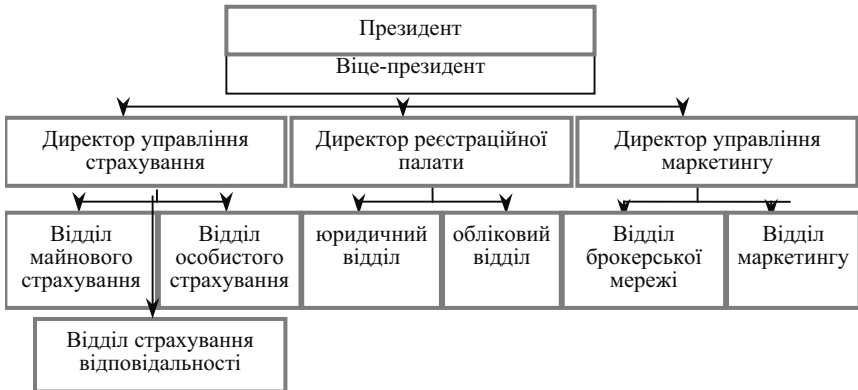 Президент
Віце-президент
Директор управління
страхування
Директор реєстраційної
палати
Директор управління
маркетингу
Відділ
майнового
страхування
Відділ
особистого
страхування
юридичний
відділ
обліковий
відділ
Відділ
брокерської
мережі
Відділ
маркетингу
Відділ страхування
відповідальності